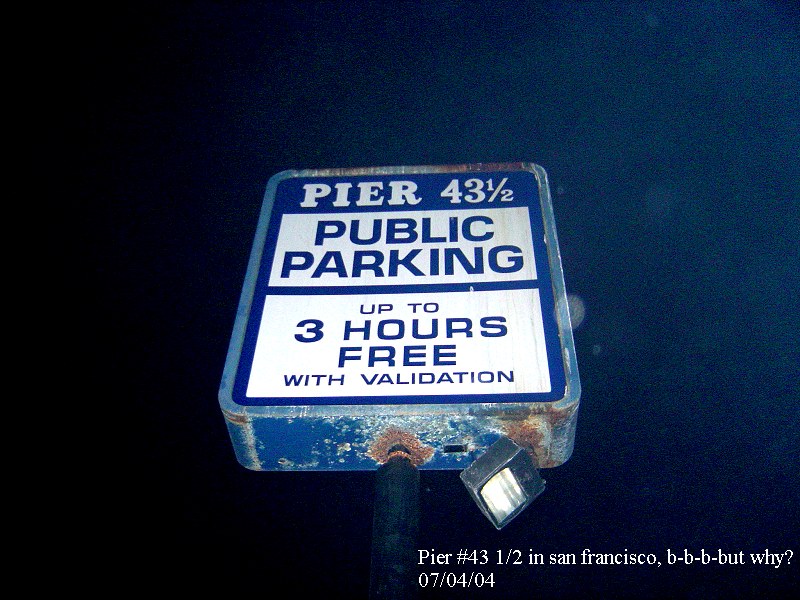 PIER 43½
PUBLIC
PARKING
UP TO
3 HOURS
FREE
WITH VALIDATION
Pier #43 1/2 in san francisco, b-b-b-but why?
07/04/04